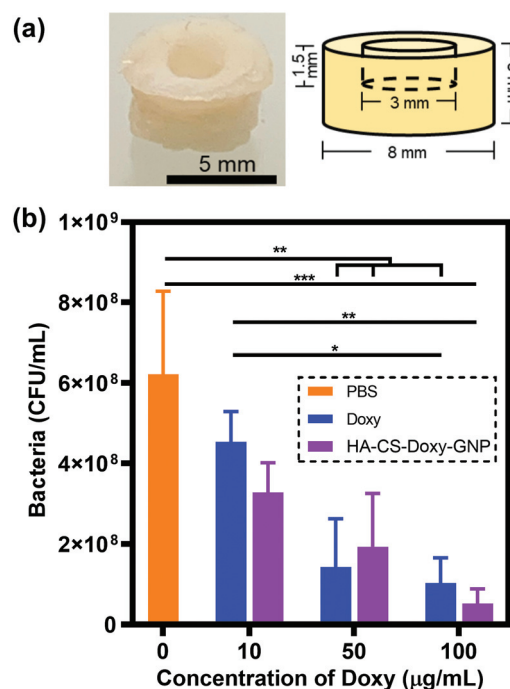 (a)
5 mm
1.5
mm
3 mm
8 mm
(b)
1×10⁹
8×10⁸
6×10⁸
4×10⁸
2×10⁸
0
Bacteria (CFU/mL)
**
***
**
*
PBS
Doxy
HA-CS-Doxy-GNP
0 10 50 100
Concentration of Doxy (μg/mL)